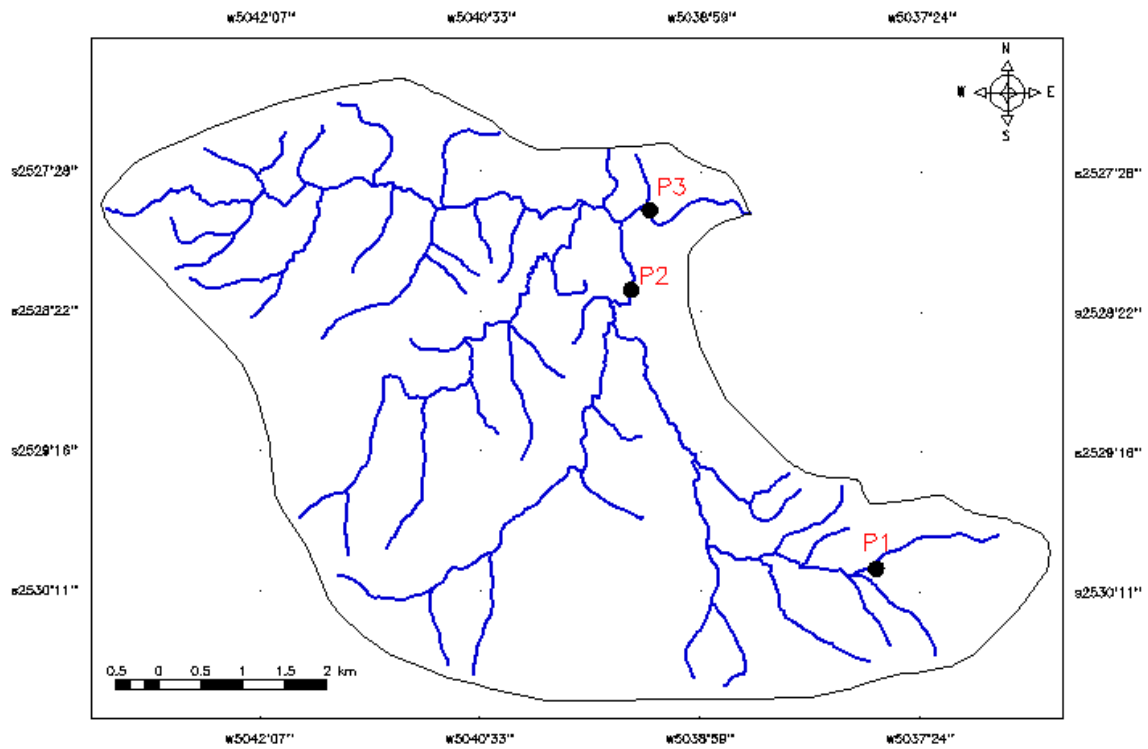 w5042'07" w5040'33" w5038'59" w5037'24"
N
W E
S
s2527'28" s2527'28"
P3
P2
s2528'22" s2528'22"
s2529'16" s2529'16"
P1
s2530'11" s2530'11"
0.5 0 0.5 1 1.5 2 km
w5042'07" w5040'33" w5038'59" w5037'24"